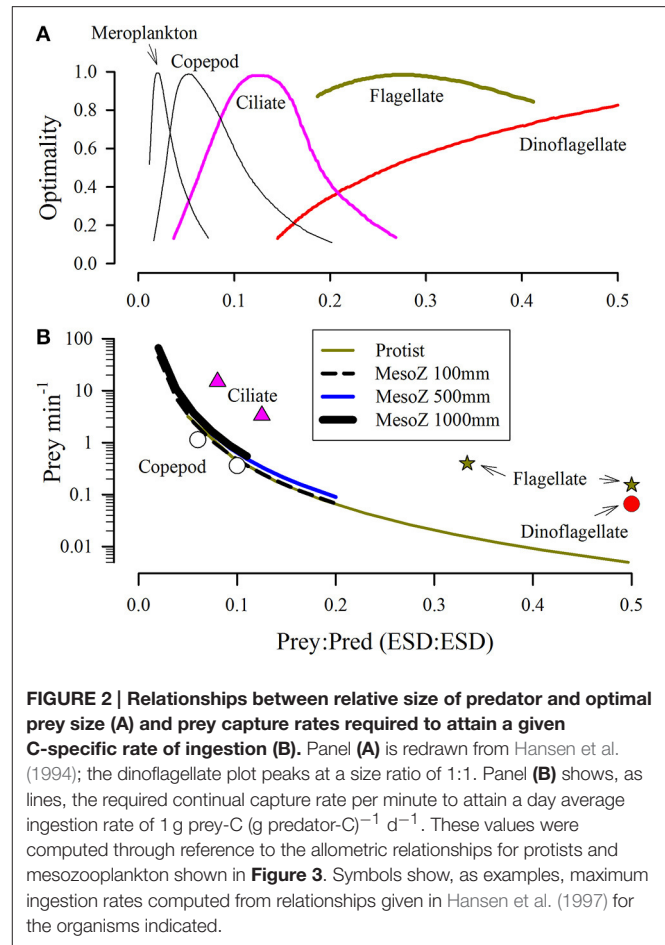 A
Meroplankton
Copepod
Ciliate
Flagellate
Dinoflagellate
Optimality
1.0
0.8
0.6
0.4
0.2
0.0
0.0 0.1 0.2 0.3 0.4 0.5
B
Prey min-1
100
10
1
0.1
0.01
Protist
MesoZ 100mm
MesoZ 500mm
MesoZ 1000mm
Ciliate
Copepod
Flagellate
Dinoflagellate
0.0 0.1 0.2 0.3 0.4 0.5
Prey:Pred (ESD:ESD)
FIGURE 2 | Relationships between relative size of predator and optimal
prey size (A) and prey capture rates required to attain a given
C-specific rate of ingestion (B). Panel (A) is redrawn from Hansen et al.
(1994); the dinoflagellate plot peaks at a size ratio of 1:1. Panel (B) shows, as
lines, the required continual capture rate per minute to attain a day average
ingestion rate of 1 g prey-C (g predator-C)−1 d−1. These values were
computed through reference to the allometric relationships for protists and
mesozooplankton shown in Figure 3. Symbols show, as examples, maximum
ingestion rates computed from relationships given in Hansen et al. (1997) for
the organisms indicated.